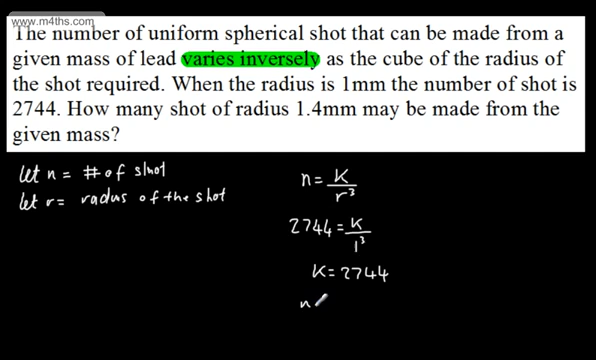 www.m4ths.com
The number of uniform spherical shot that can be made from a
given mass of lead varies inversely as the cube of the radius of
the shot required. When the radius is 1mm the number of shot is
2744. How many shot of radius 1.4mm may be made from the
given mass?
let n = # of shot
let r = radus of the shot
n = K/r³
2744 = K/1³
K = 2744
n